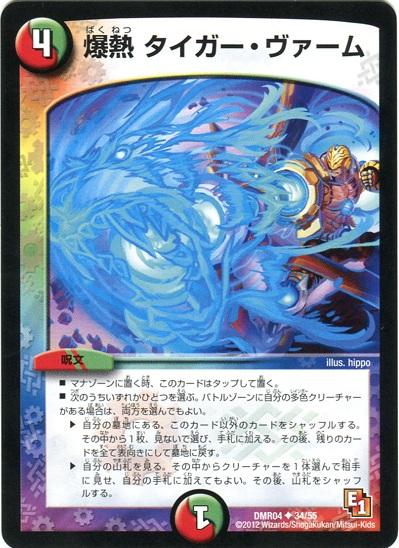 4
ばくねつ
爆熱 タイガー・ヴァーム
呪文
illus. hippo
■ マナゾーンに置く時、このカードはタップして置く。
■ 次のうちいずれかひとつを選ぶ。バトルゾーンに自分の多色クリーチャー
がある場合は、両方を選んでもよい。
▶ 自分の墓地にある、このカード以外のカードをシャッフルする。
その中から1枚、見ないで選び、手札に加える。その後、残りのカー
ドを全て表向きにして墓地に戻す。
▶ 自分の山札を見る。その中からクリーチャーを1体選んで相手
に見せ、自分の手札に加える。その後、山札をシャッフルする。
1
DMR04 ◆ 34/55
©2012 Wizards/Shogakukan/Mitsui-Kids
E1